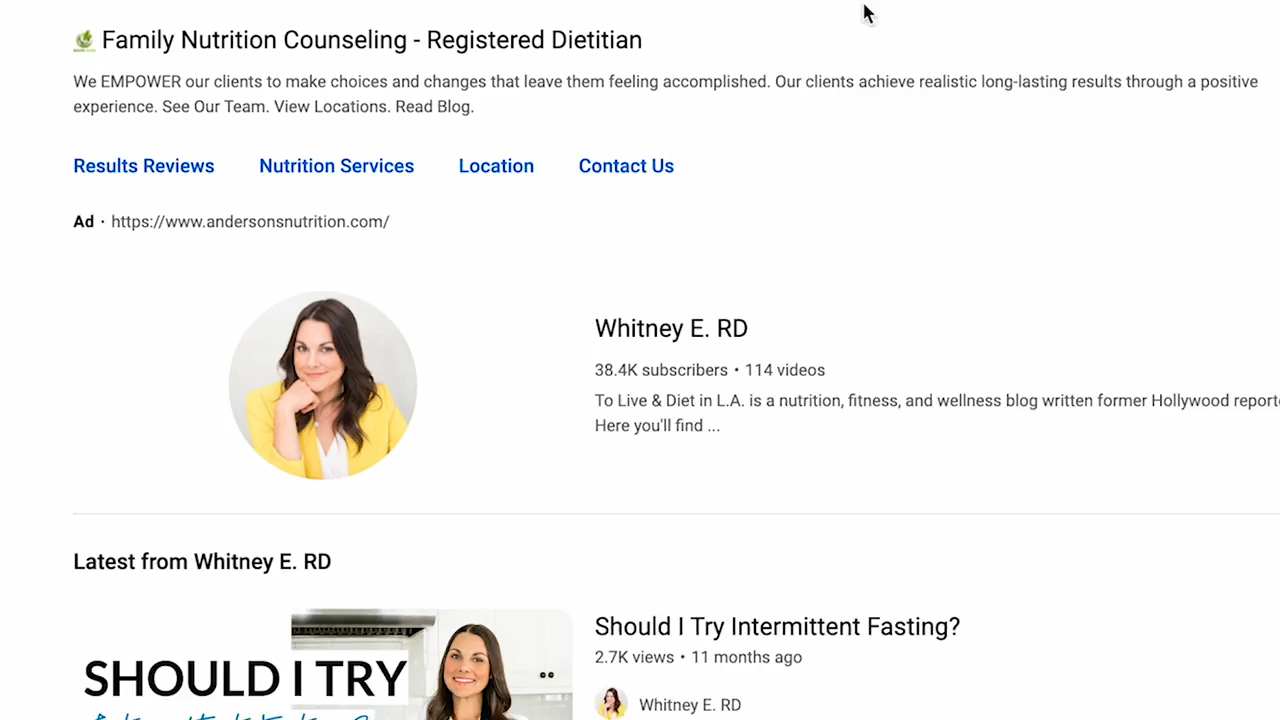 Family Nutrition Counseling - Registered Dietitian
We EMPOWER our clients to make choices and changes that leave them feeling accomplished. Our clients achieve realistic long-lasting results through a positive
experience. See Our Team. View Locations. Read Blog.
Results Reviews Nutrition Services Location Contact Us
Ad · https://www.andersonsnutrition.com/
Whitney E. RD
38.4K subscribers • 114 videos
To Live & Diet in L.A. is a nutrition, fitness, and wellness blog written former Hollywood
Here you'll find ...
Latest from Whitney E. RD
Should I Try Intermittent Fasting?
2.7K views • 11 months ago
SHOULD I TRY
Whitney E. RD